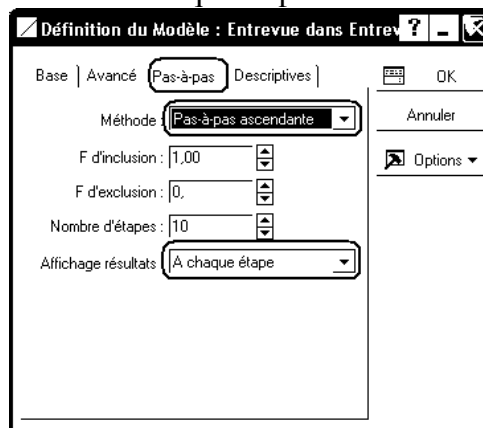 Définition du Modèle : Entrevue dans Entrev
Base Avancé Pas-à-pas Descriptives
OK
Méthode : Pas-à-pas ascendante
Annuler
F d'inclusion : 1,00
Options
F d'exclusion : 0,
Nombre d'étapes : 10
Affichage résultats A chaque étape